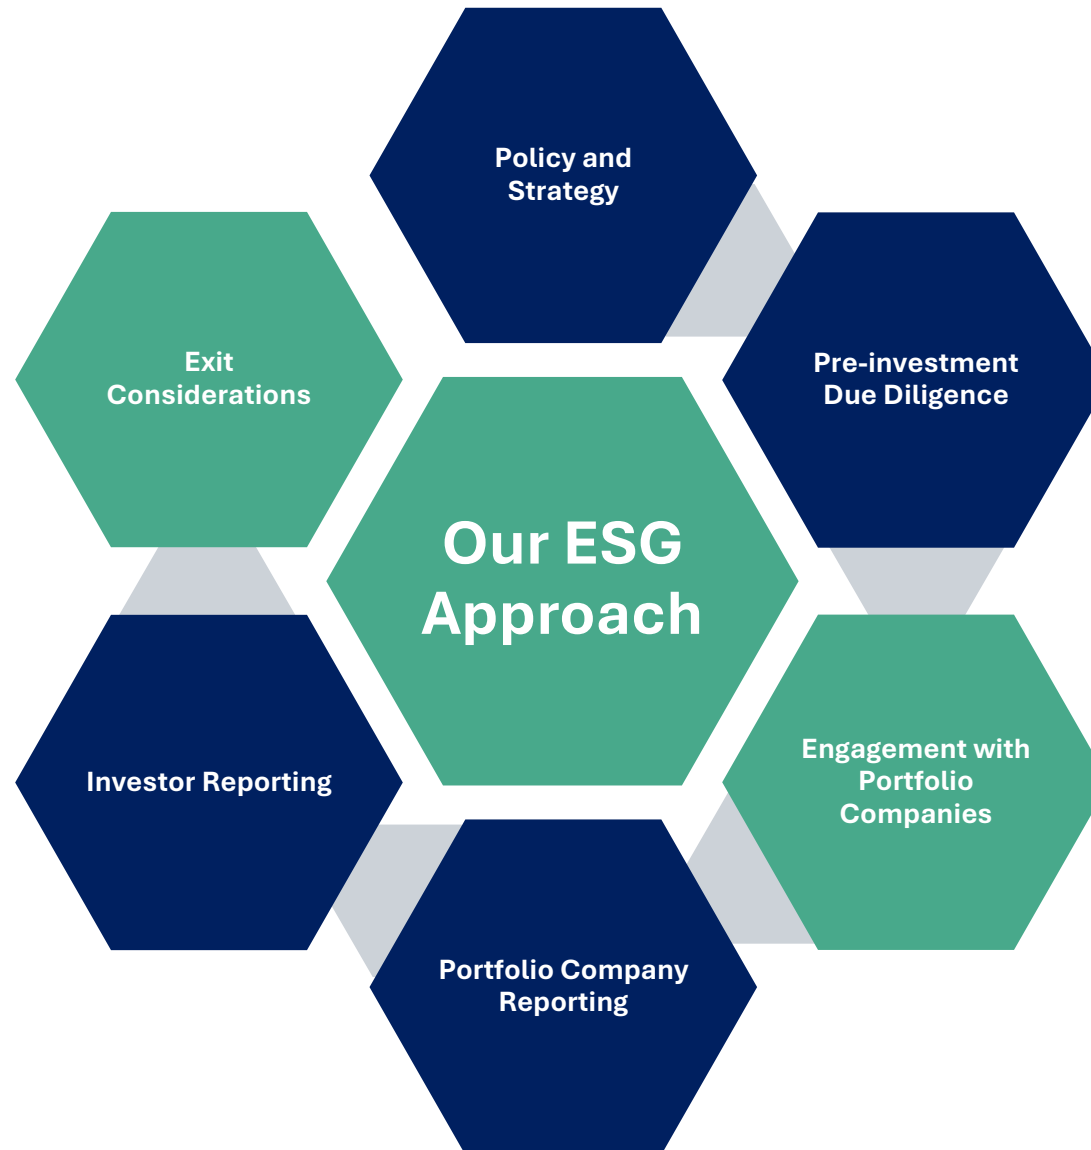 Policy and
Strategy
Pre-investment
Due Diligence
Engagement with
Portfolio
Companies
Portfolio Company
Reporting
Investor Reporting
Exit
Considerations
Our ESG
Approach